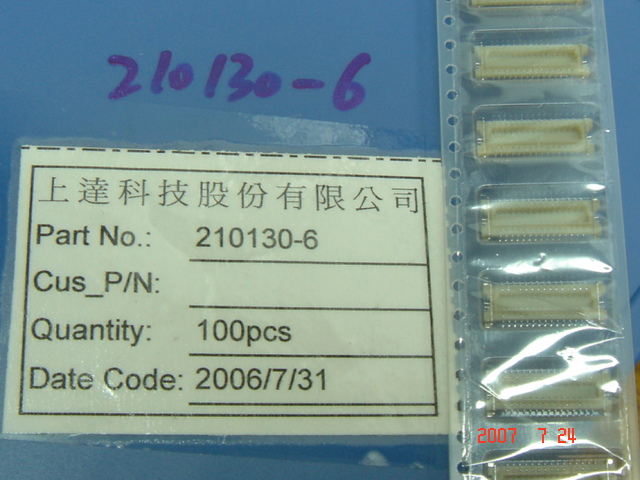 210130-6
上達科技股份有限公司
Part No.: 210130-6
Cus_P/N:
Quantity: 100pcs
Date Code: 2006/7/31
2007 7 24